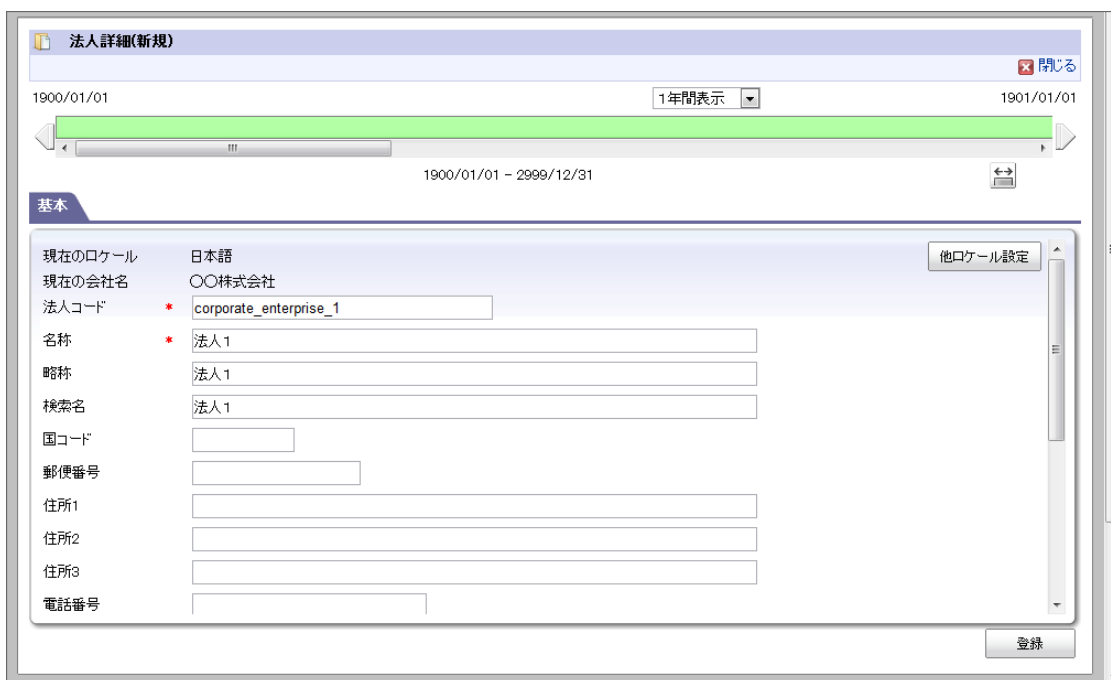 法人詳細(新規)
閉じる
1900/01/01 1年間表示 1901/01/01
1900/01/01 - 2999/12/31
基本
現在のロケール 日本語 他ロケール設定
現在の会社名 〇〇株式会社
法人コード * corporate_enterprise_1
名称 * 法人1
略称 法人1
検索名 法人1
国コード
郵便番号
住所1
住所2
住所3
電話番号
登録